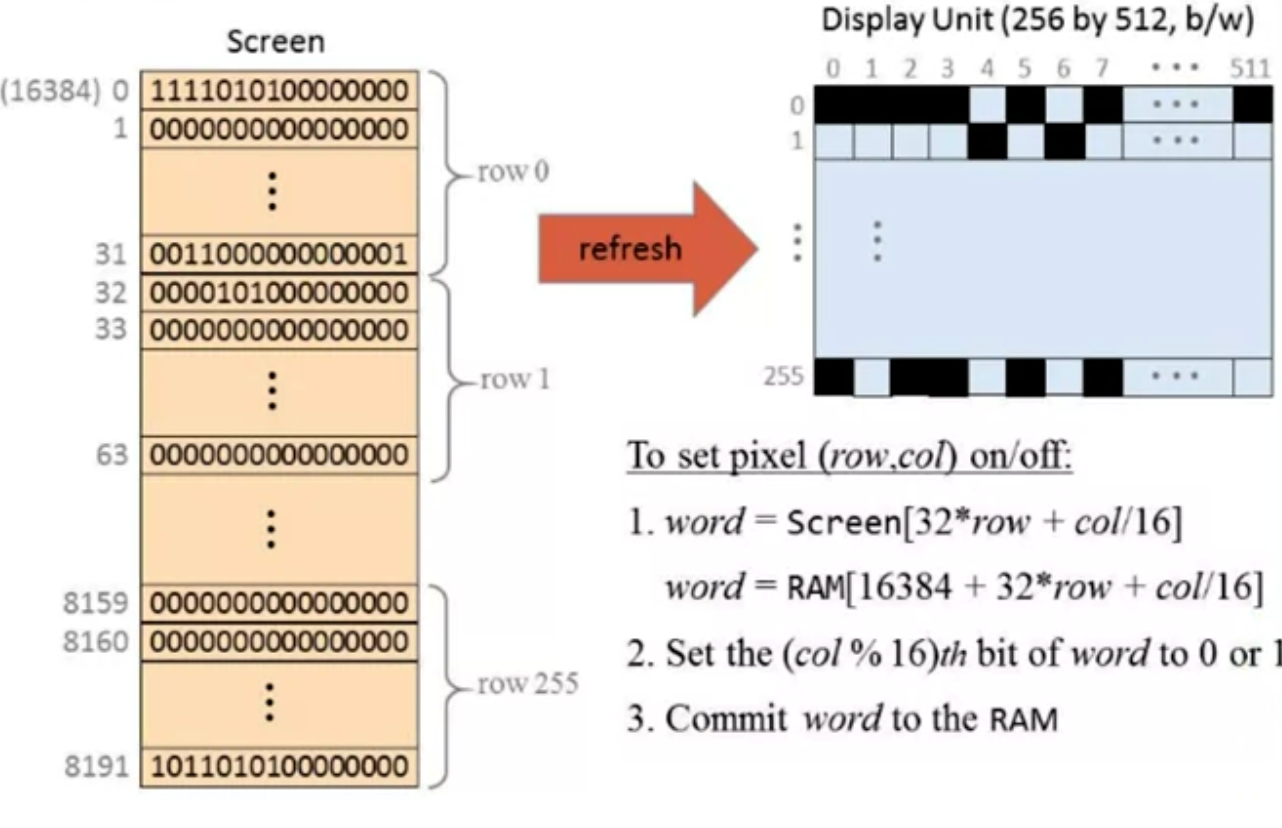 Screen
(16384) 0 1111010100000000
1 0000000000000000
⋮
row 0
31 0011000000000001
32 0000101000000000
33 0000000000000000
⋮
row 1
63 0000000000000000
⋮
8159 0000000000000000
8160 0000000000000000
⋮
row 255
8191 1011010100000000
refresh
Display Unit (256 by 512, b/w)
0 1 2 3 4 5 6 7 • • • 511
0 • • •
1 • • •
⋮ ⋮
255 • • •
To set pixel (row,col) on/off:
1. word = Screen[32*row + col/16]
word = RAM[16384 + 32*row + col/16]
2. Set the (col % 16)th bit of word to 0 or 1
3. Commit word to the RAM